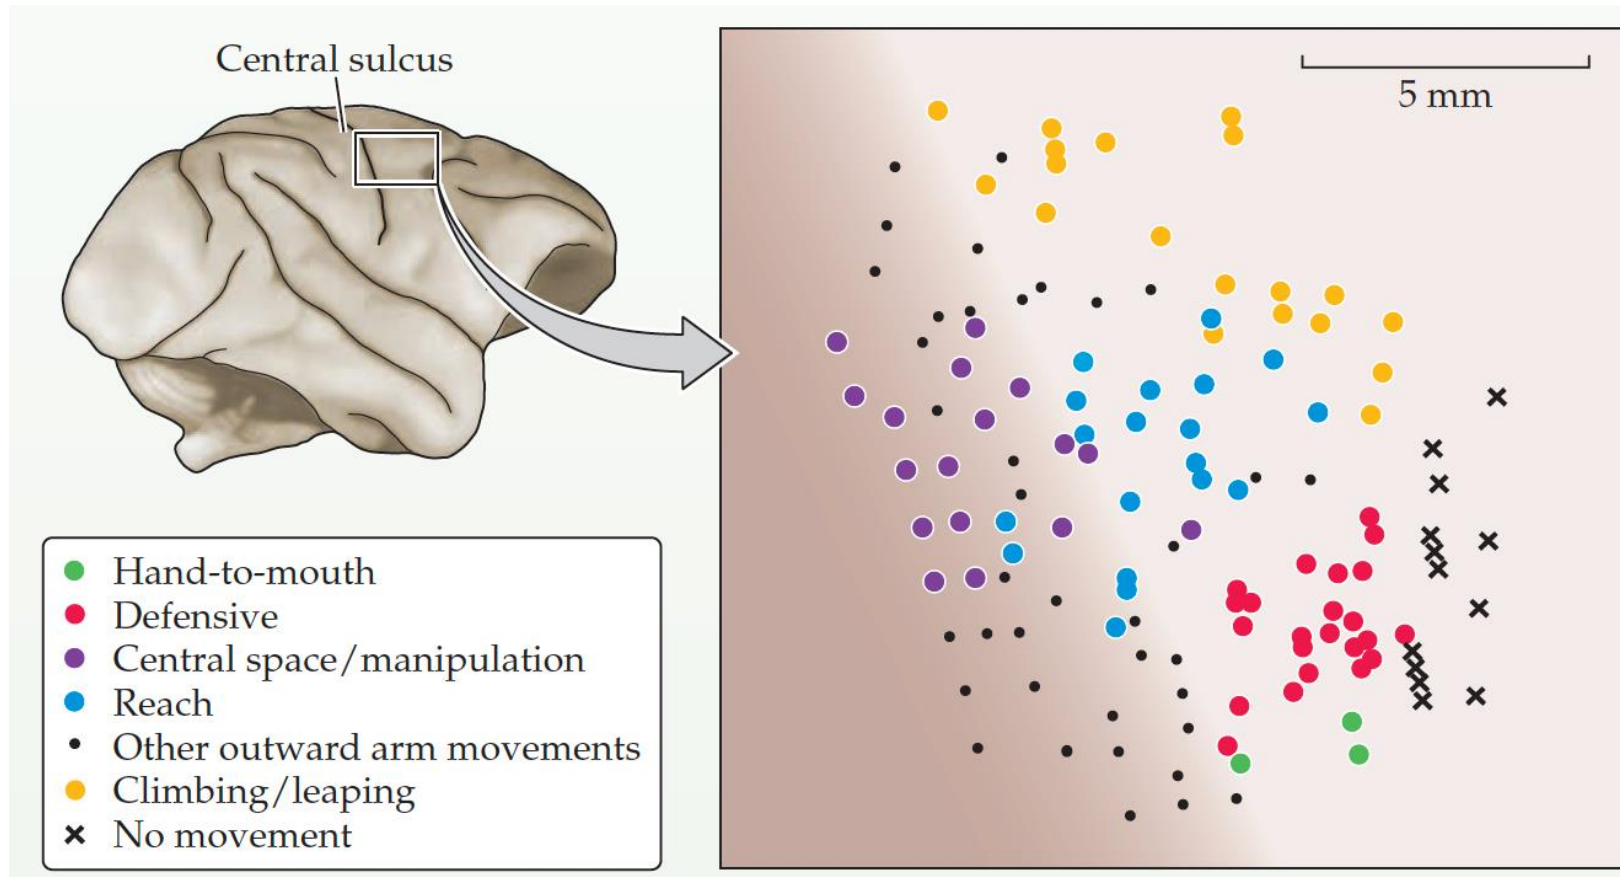 Central sulcus
5 mm
Hand-to-mouth
Defensive
Central space/manipulation
Reach
Other outward arm movements
Climbing/leaping
No movement